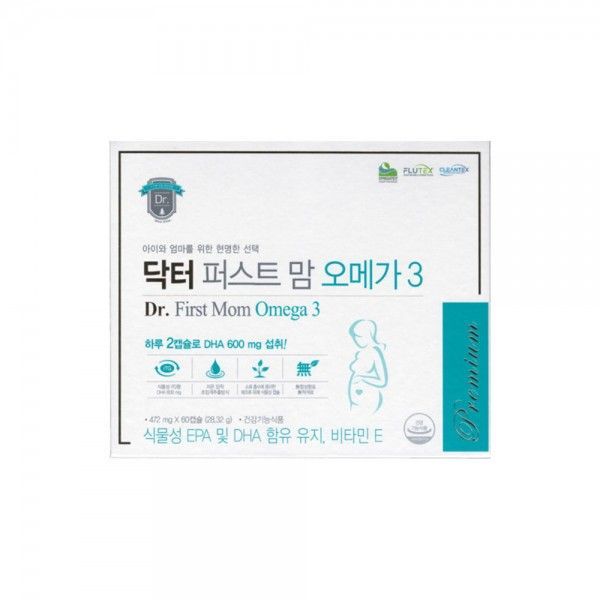 Dr.
FLUTEX
CLEANTEX
아이와 엄마를 위한 현명한 선택
닥터 퍼스트 맘 오메가 3
Dr. First Mom Omega 3
하루 2캡슐로 DHA 600 mg 섭취!
無
• 472 mg X 60캡슐 (28.32 g) • 건강기능식품
식물성 EPA 및 DHA 함유 유지, 비타민 E
Premium